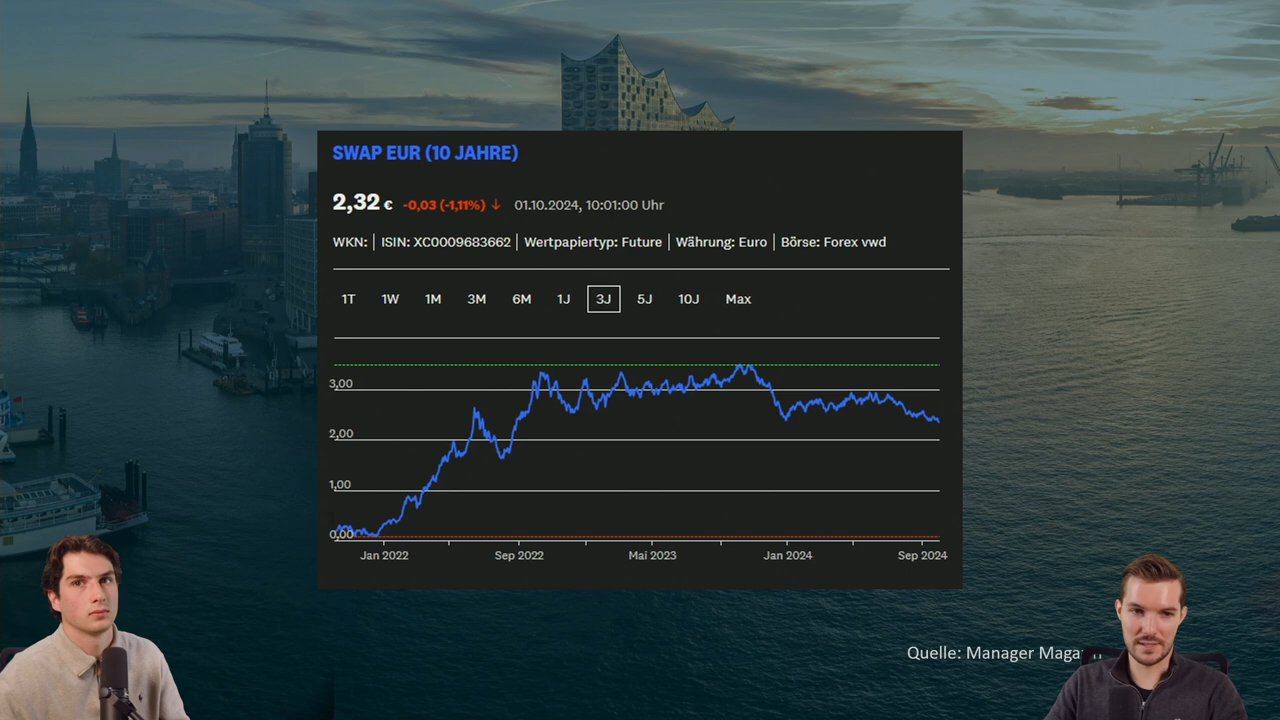 SWAP EUR (10 JAHRE)
2,32 € -0,03 (-1,11%) ↓ 01.10.2024, 10:01:00 Uhr
WKN: | ISIN: XC0009683662 | Wertpapiertyp: Future | Währung: Euro | Börse: Forex vwd
1T 1W 1M 3M 6M 1J 3J 5J 10J Max
3,00
2,00
1,00
0,00
Jan 2022 Sep 2022 Mai 2023 Jan 2024 Sep 2024
Quelle: Manager